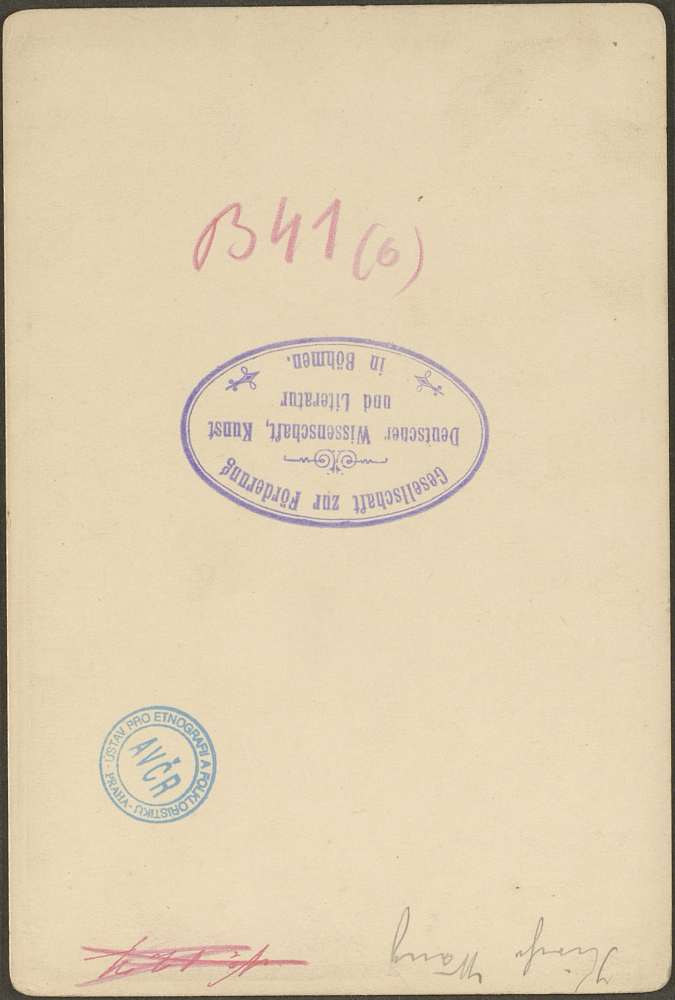 B41 (6)
Gesellschaft zur Förderung
Deutscher Wissenschaft, Kunst
und Literatur
in Böhmen.
ÚSTAV PRO ETNOGRAFII A FOLKLORISTIKU - PRAHA -
AVČR